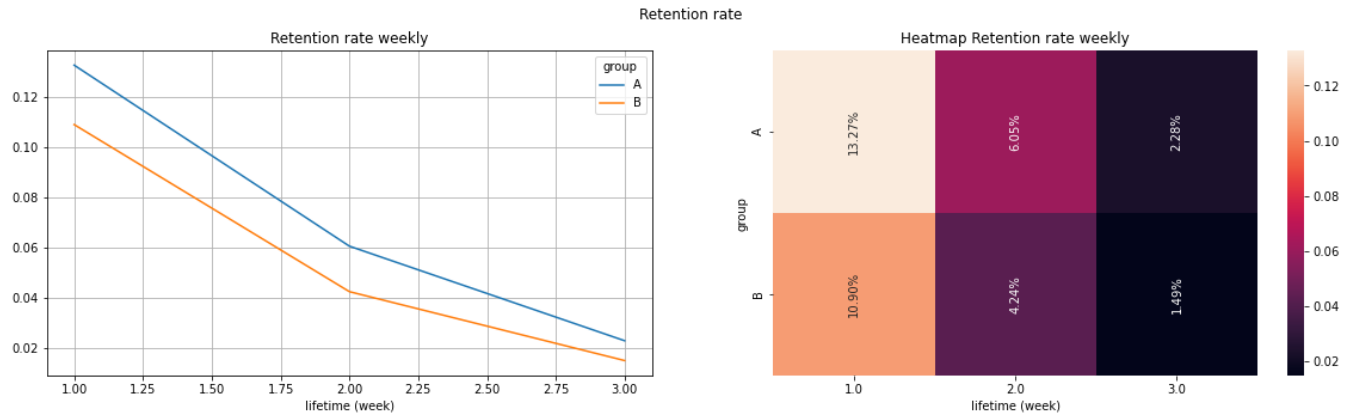 Retention rate
Retention rate weekly
group
A
B
0.12
0.10
0.08
0.06
0.04
0.02
1.00 1.25 1.50 1.75 2.00 2.25 2.50 2.75 3.00
lifetime (week)
Heatmap Retention rate weekly
group
A
13.27% 6.05% 2.28%
B
10.90% 4.24% 1.49%
1.0 2.0 3.0
lifetime (week)
0.12
0.10
0.08
0.06
0.04
0.02